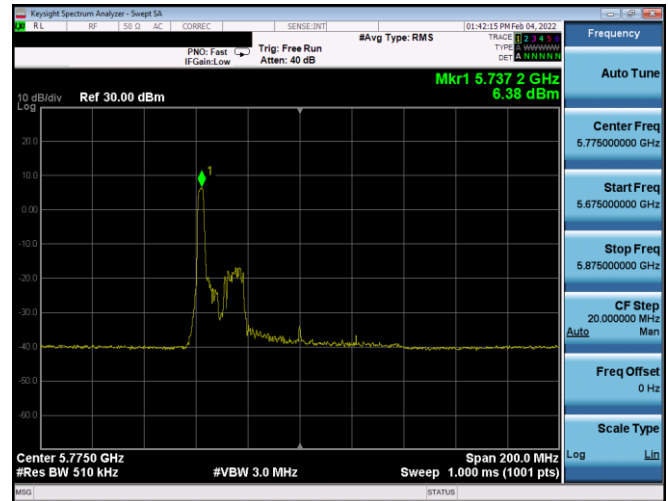 Keysight Spectrum Analyzer - Swept SA
RL RF 50 Ω AC CORREC SENSE:INT 01:42:15 PM Feb 04, 2022
#Avg Type: RMS TRACE 1 2 3 4 5 6
PNO: Fast Trig: Free Run TYPE A WWWWW
IFGain:Low Atten: 40 dB DET A N N N N N
Mkr1 5.737 2 GHz
10 dB/div Ref 30.00 dBm 6.38 dBm
Log
20.0
10.0
1
0.00
-10.0
-20.0
-30.0
-40.0
-50.0
-60.0
Center 5.7750 GHz Span 200.0 MHz
#Res BW 510 kHz #VBW 3.0 MHz Sweep 1.000 ms (1001 pts)
MSG STATUS
Frequency
Auto Tune
Center Freq
5.775000000 GHz
Start Freq
5.675000000 GHz
Stop Freq
5.875000000 GHz
CF Step
20.000000 MHz
Auto Man
Freq Offset
0 Hz
Scale Type
Log Lin